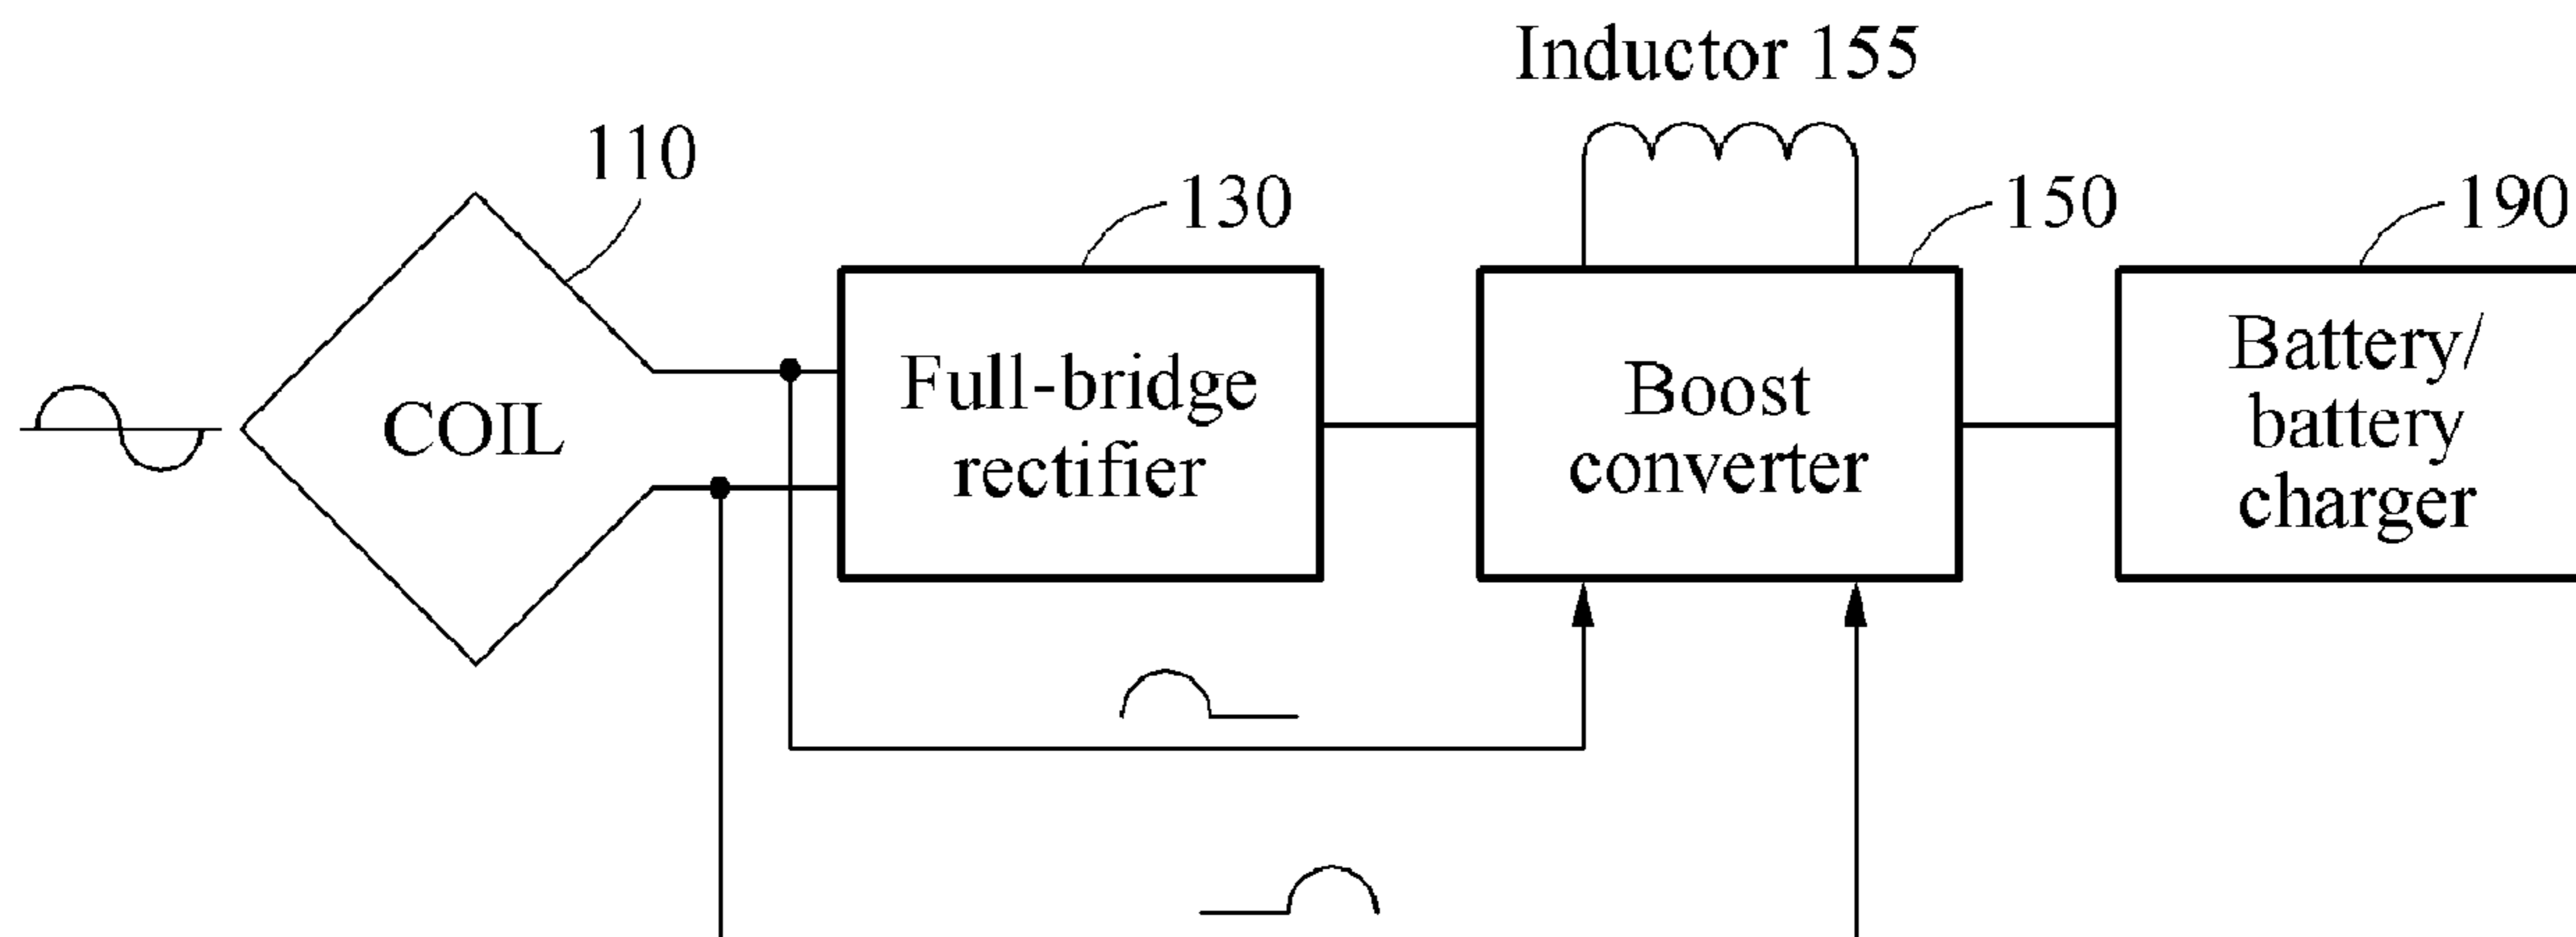 Inductor 155
110
130
150
190
COIL
Full-bridge
rectifier
Boost
converter
Battery/
battery
charger